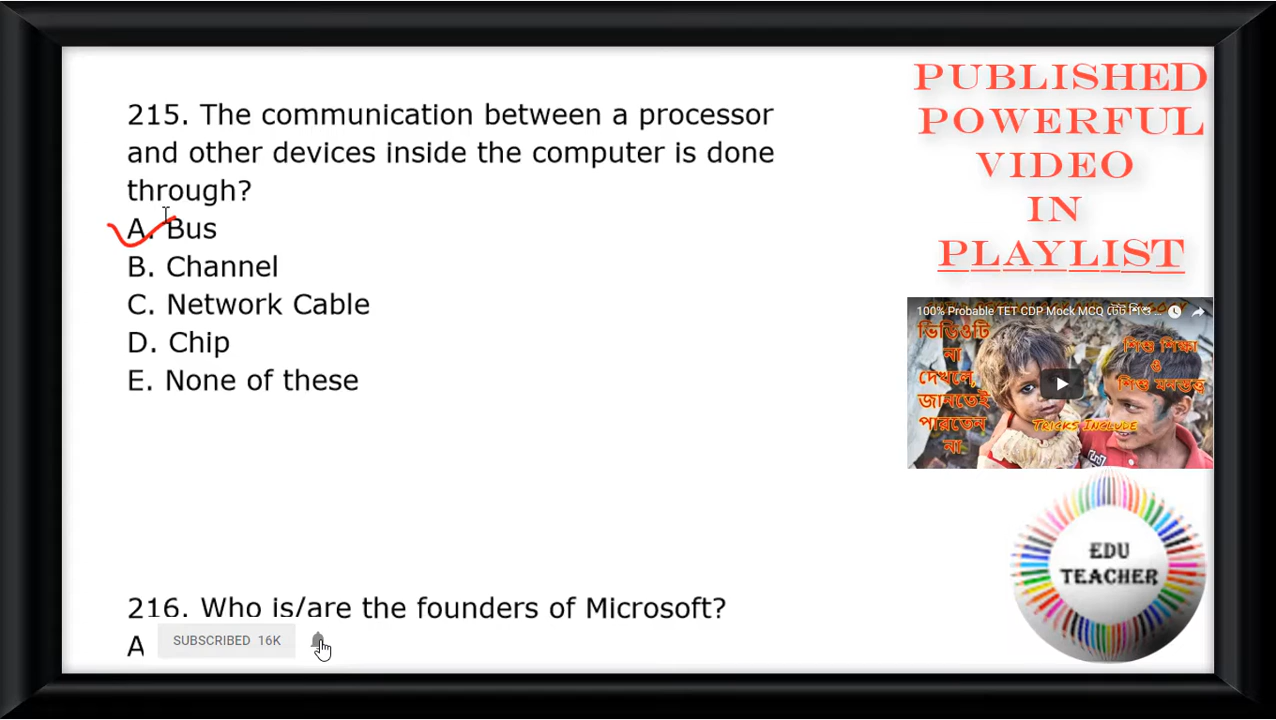 215. The communication between a processor
and other devices inside the computer is done
through?
A. Bus
B. Channel
C. Network Cable
D. Chip
E. None of these
216. Who is/are the founders of Microsoft?
A
SUBSCRIBED 16K
PUBLISHED
POWERFUL
VIDEO
IN
PLAYLIST
100% Probable TET CDP Mock MCQ টেট শিশু ...
ভিডিওটি
না
দেখলে,
জানতেই
পারতেন
না
শিশু শিক্ষা
ও
শিশু মনস্তত্ব
TRICKS INCLUDE
EDU
TEACHER